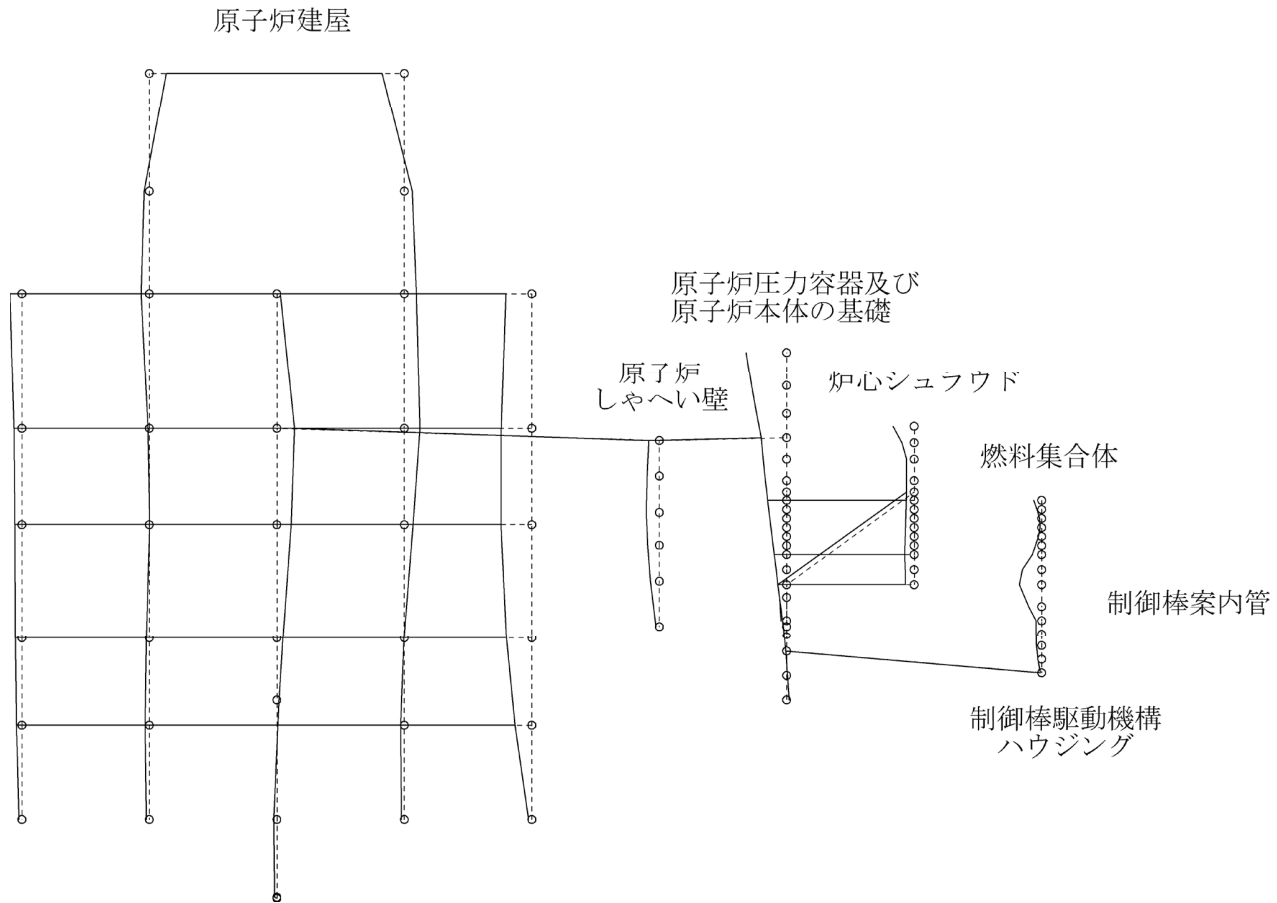 原子炉建屋
原子炉圧力容器及び
原子炉本体の基礎
原子炉
しゃへい壁
炉心シュラウド
燃料集合体
制御棒案内管
制御棒駆動機構
ハウジング